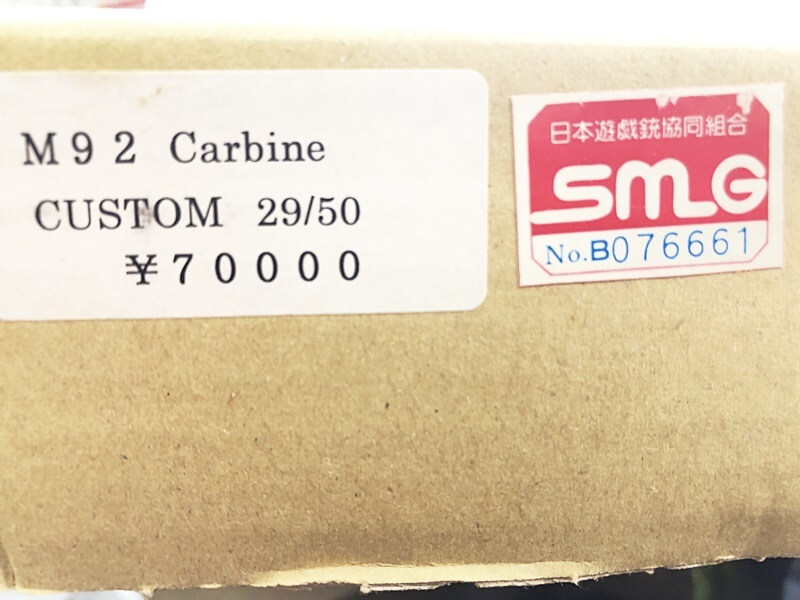 M92 Carbine
CUSTOM 29/50
¥70000
日本遊戯銃協同組合
SMG
No.B076661